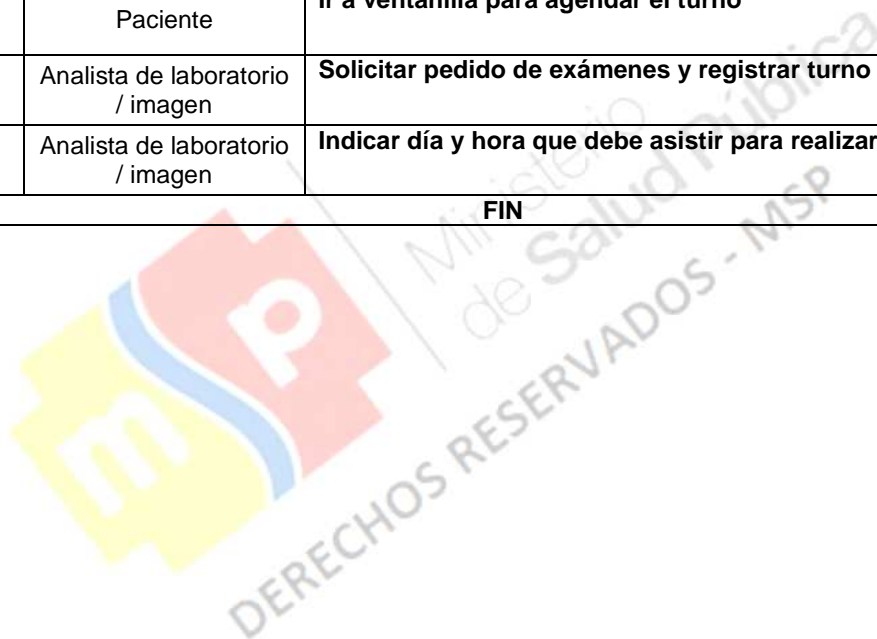 Ir a ventanilla para agendar el turno
Paciente
Analista de laboratorio
/ imagen
Solicitar pedido de exámenes y registrar turno
Analista de laboratorio
/ imagen
Indicar día y hora que debe asistir para realizar
FIN
Ministerio
de Salud Pública
DERECHOS RESERVADOS - MSP
mp